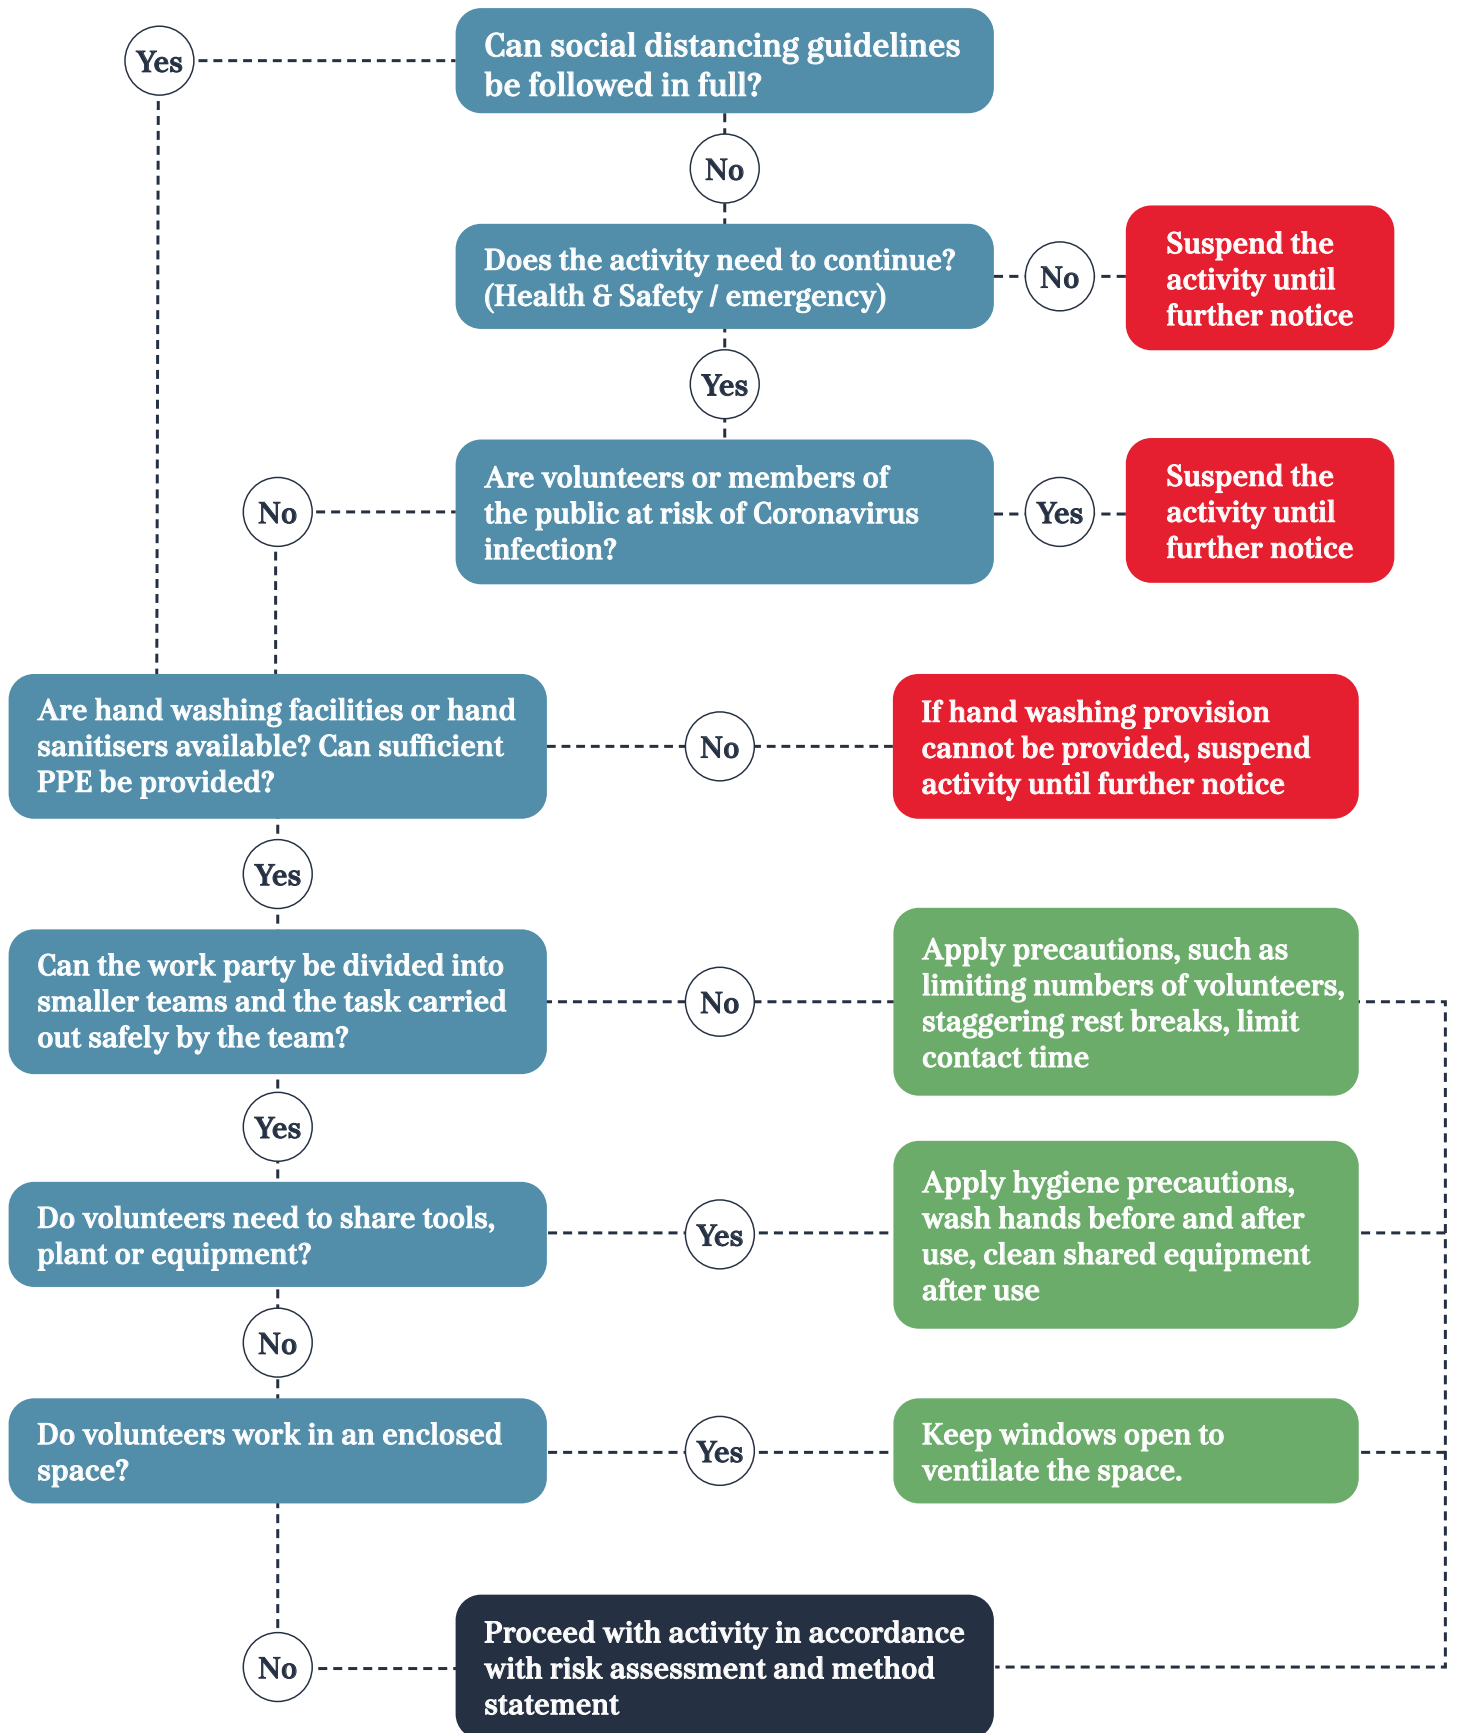 Yes
Can social distancing guidelines
be followed in full?
No
Does the activity need to continue?
(Health & Safety / emergency)
No
Suspend the
activity until
further notice
Yes
No
Are volunteers or members of
the public at risk of Coronavirus
infection?
Yes
Suspend the
activity until
further notice
Are hand washing facilities or hand
sanitisers available? Can sufficient
PPE be provided?
No
If hand washing provision
cannot be provided, suspend
activity until further notice
Yes
Can the work party be divided into
smaller teams and the task carried
out safely by the team?
No
Apply precautions, such as
limiting numbers of volunteers,
staggering rest breaks, limit
contact time
Yes
Do volunteers need to share tools,
plant or equipment?
Yes
Apply hygiene precautions,
wash hands before and after
use, clean shared equipment
after use
No
Do volunteers work in an enclosed
space?
Yes
Keep windows open to
ventilate the space.
No
Proceed with activity in accordance
with risk assessment and method
statement